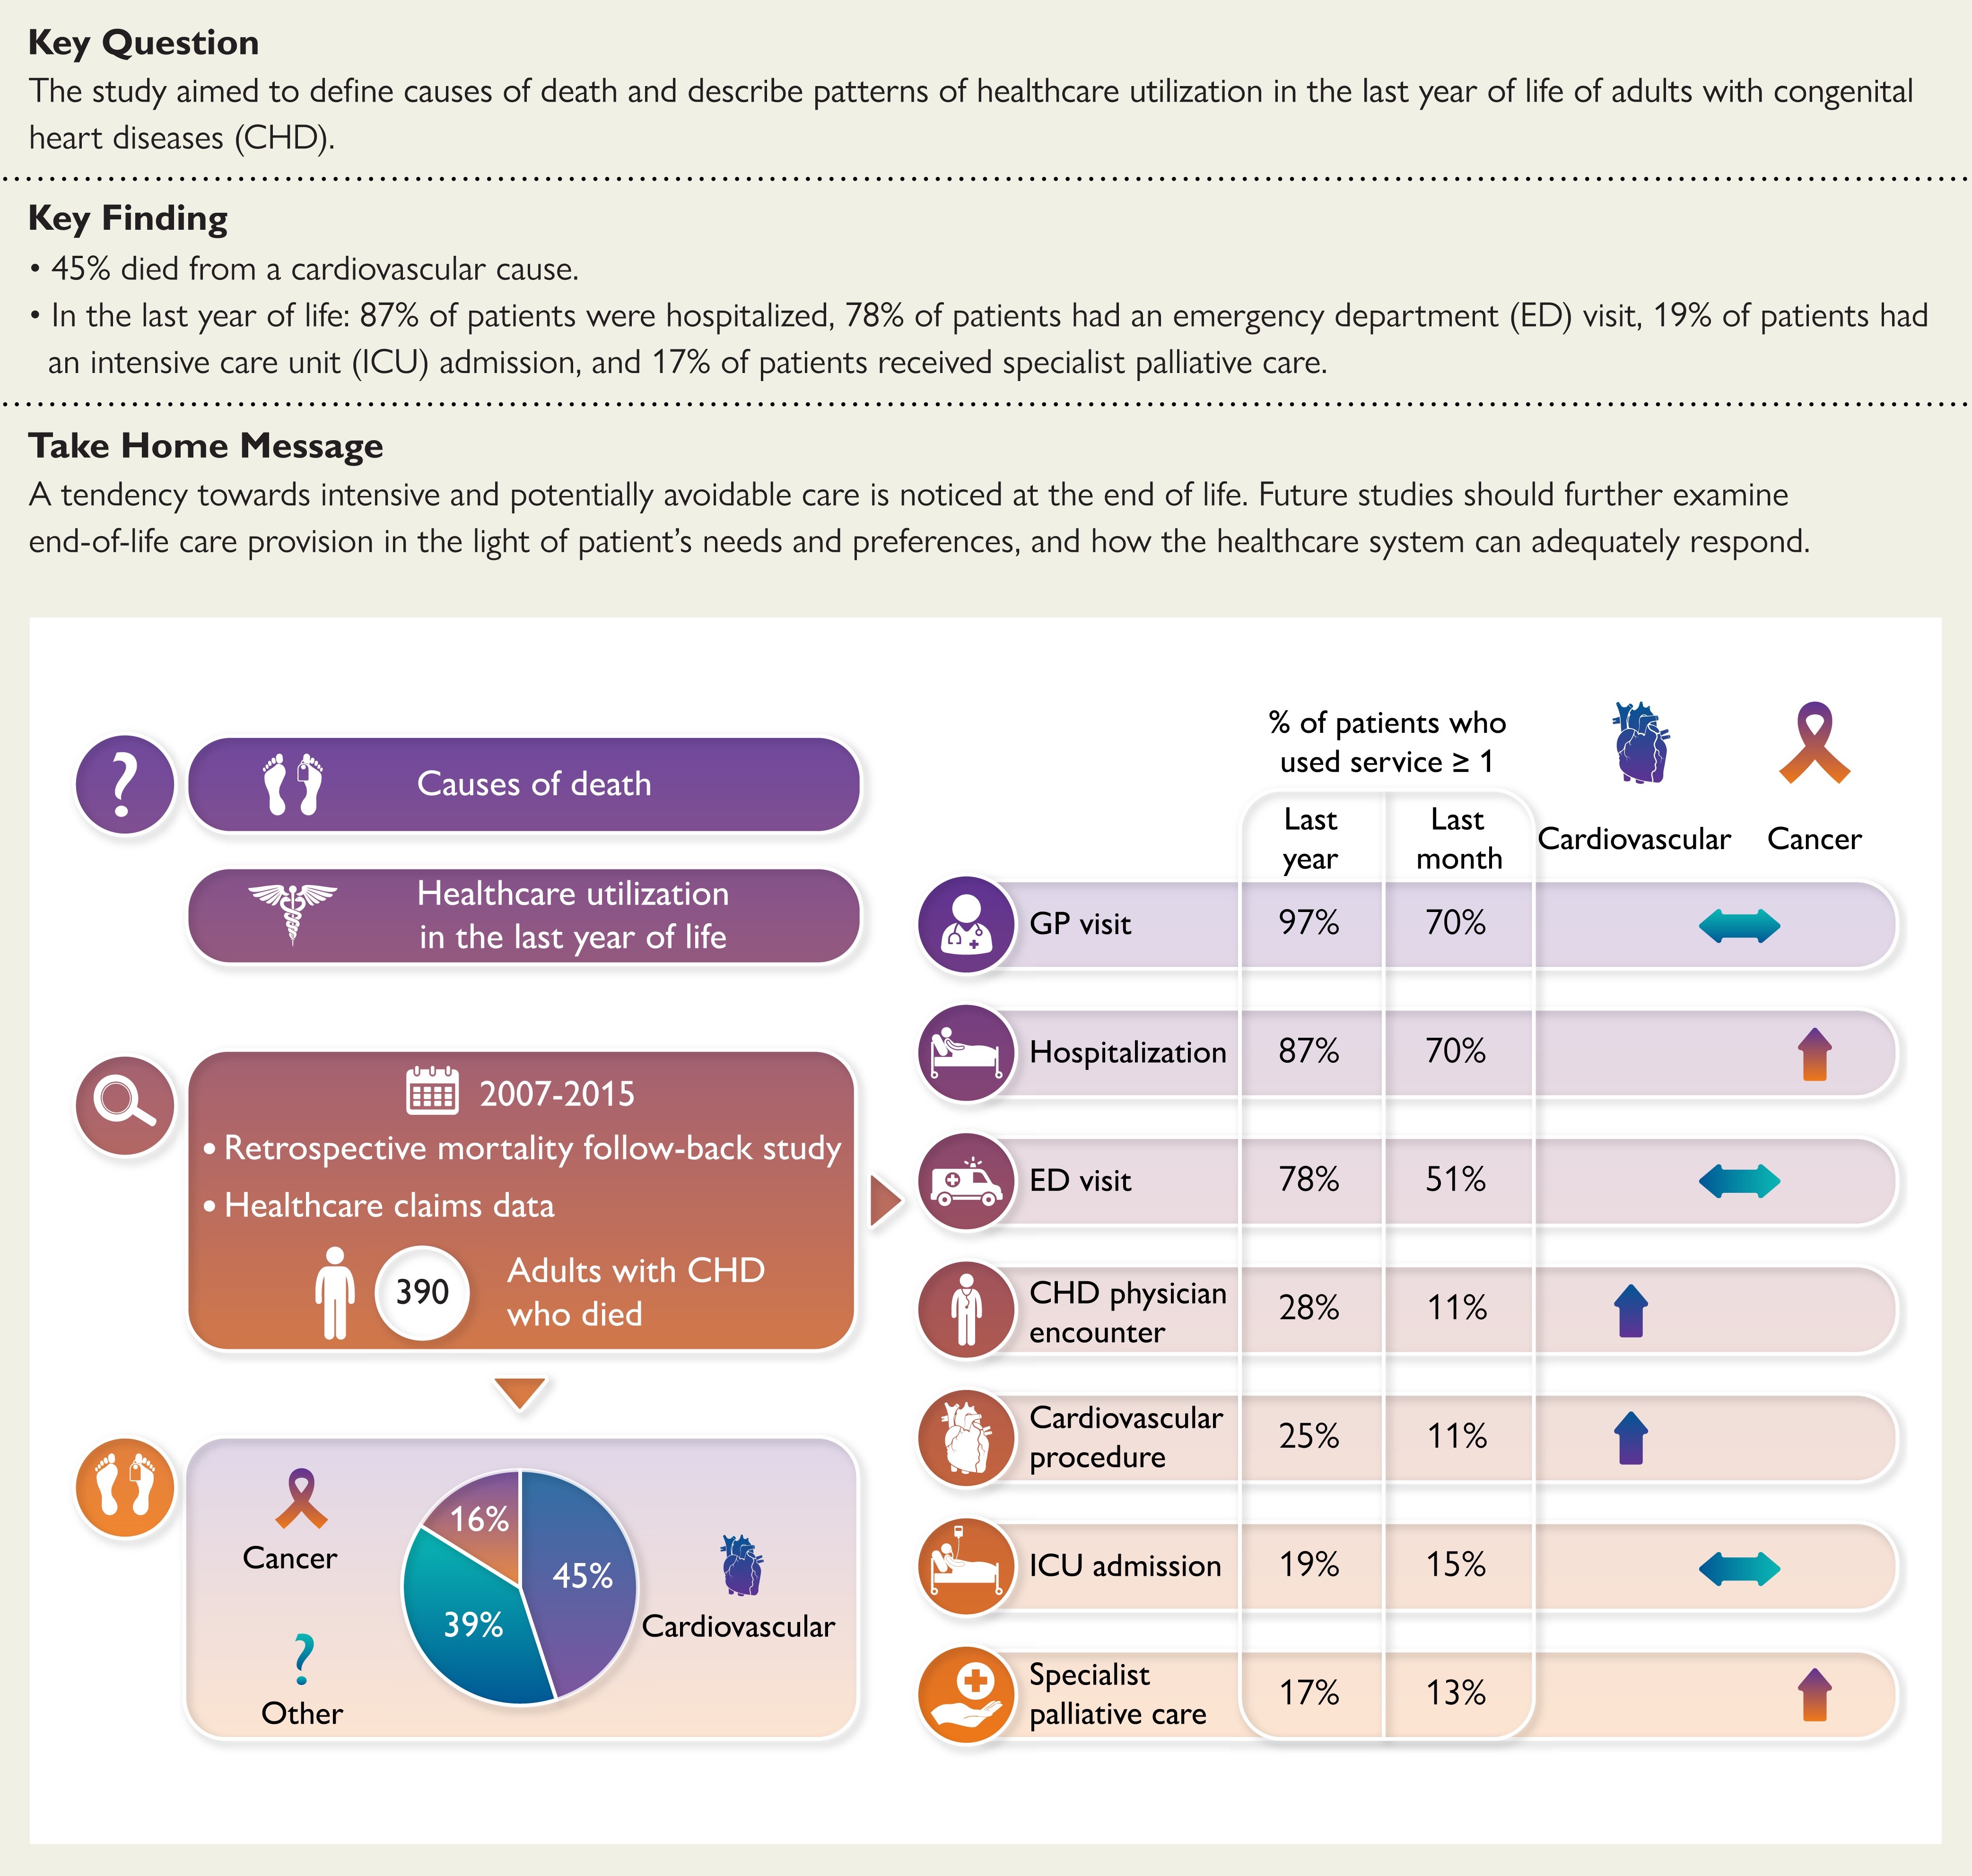 Key Question
The study aimed to define causes of death and describe patterns of healthcare utilization in the last year of life of adults with congenital
heart diseases (CHD).
Key Finding
• 45% died from a cardiovascular cause.
• In the last year of life: 87% of patients were hospitalized, 78% of patients had an emergency department (ED) visit, 19% of patients had
an intensive care unit (ICU) admission, and 17% of patients received specialist palliative care.
Take Home Message
A tendency towards intensive and potentially avoidable care is noticed at the end of life. Future studies should further examine
end-of-life care provision in the light of patient's needs and preferences, and how the healthcare system can adequately respond.
?
Causes of death
Healthcare utilization
in the last year of life
2007-2015
• Retrospective mortality follow-back study
• Healthcare claims data
390
Adults with CHD
who died
Cancer
?
Other
16%
45%
39%
Cardiovascular
% of patients who
used service ≥ 1
Last
year
Last
month
Cardiovascular
Cancer
GP visit 97% 70%
Hospitalization 87% 70%
ED visit 78% 51%
CHD physician
encounter
28% 11%
Cardiovascular
procedure
25% 11%
ICU admission 19% 15%
Specialist
palliative care
17% 13%